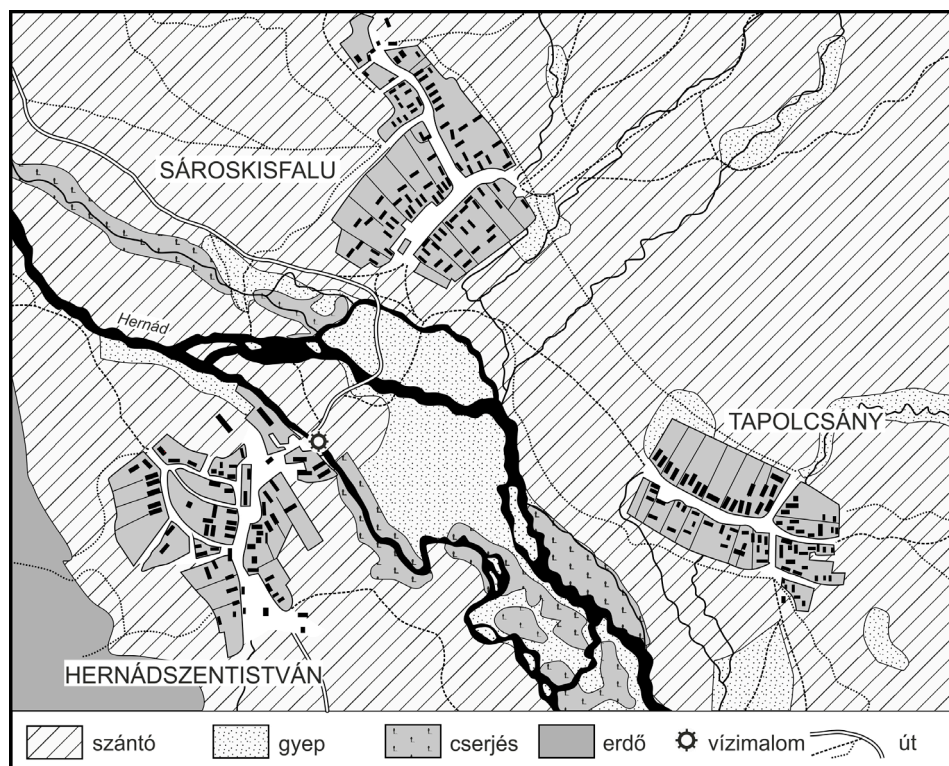 SÁROSKISFALU
Hernád
TAPOLCSÁNY
HERNÁDSZENTISTVÁN
szántó
gyep
cserjés
erdő
vízimalom
út